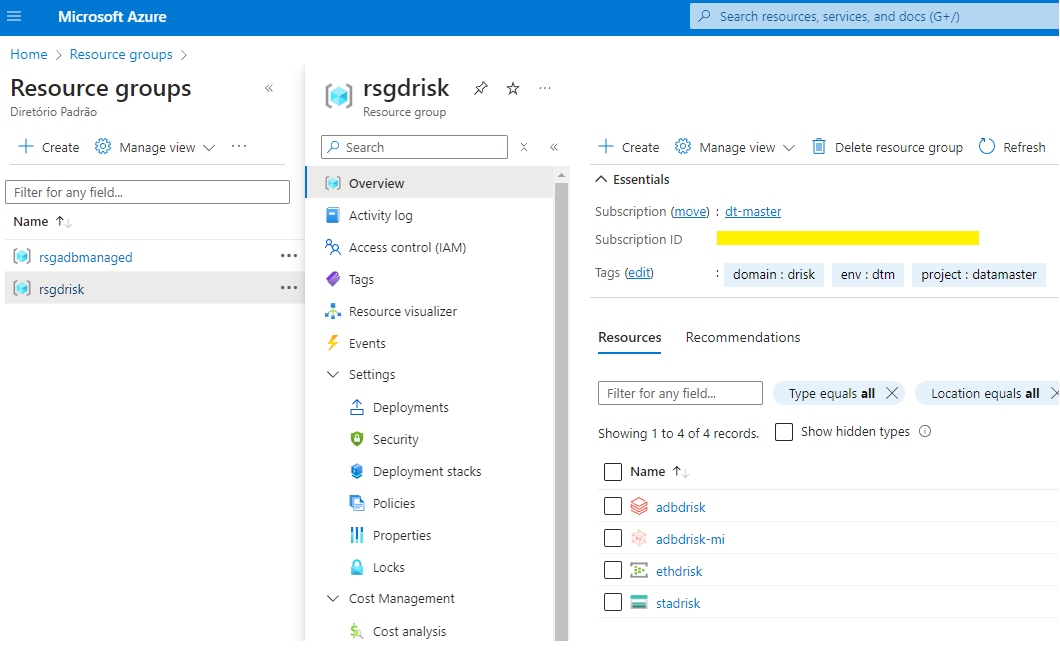 Microsoft Azure
Search resources, services, and docs (G+/)
Home > Resource groups >
Resource groups
Diretório Padrão
Create
Manage view
Filter for any field...
Name
rsgadbmanaged
rsgdrisk
rsgdrisk
Resource group
Search
Overview
Activity log
Access control (IAM)
Tags
Resource visualizer
Events
Settings
Deployments
Security
Deployment stacks
Policies
Properties
Locks
Cost Management
Cost analysis
Create
Manage view
Delete resource group
Refresh
Essentials
Subscription (move) : dt-master
Subscription ID
Tags (edit) : domain : drisk env : dtm project : datamaster
Resources Recommendations
Filter for any field...
Type equals all
Location equals all
Showing 1 to 4 of 4 records.
Show hidden types
Name
adbdrisk
adbdrisk-mi
ethdrisk
stadrisk